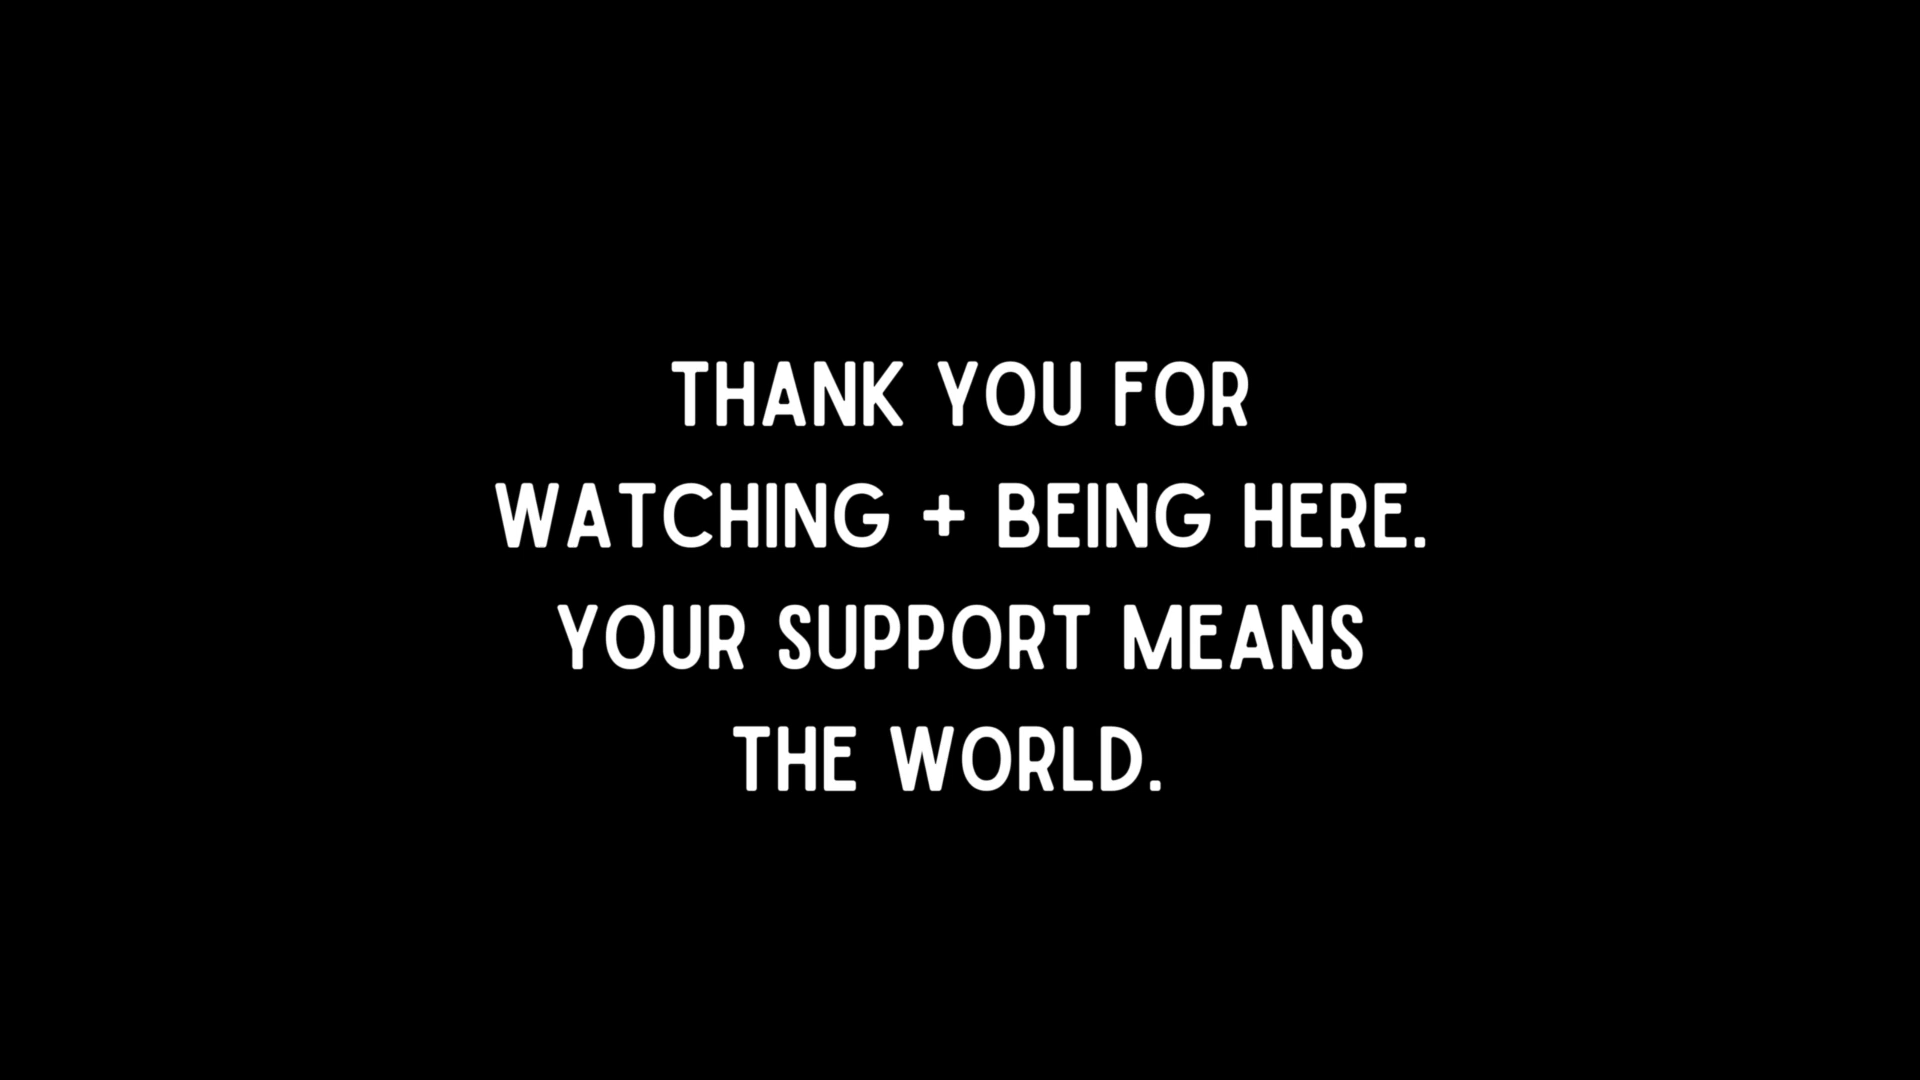 THANK YOU FOR
WATCHING + BEING HERE.
YOUR SUPPORT MEANS
THE WORLD.